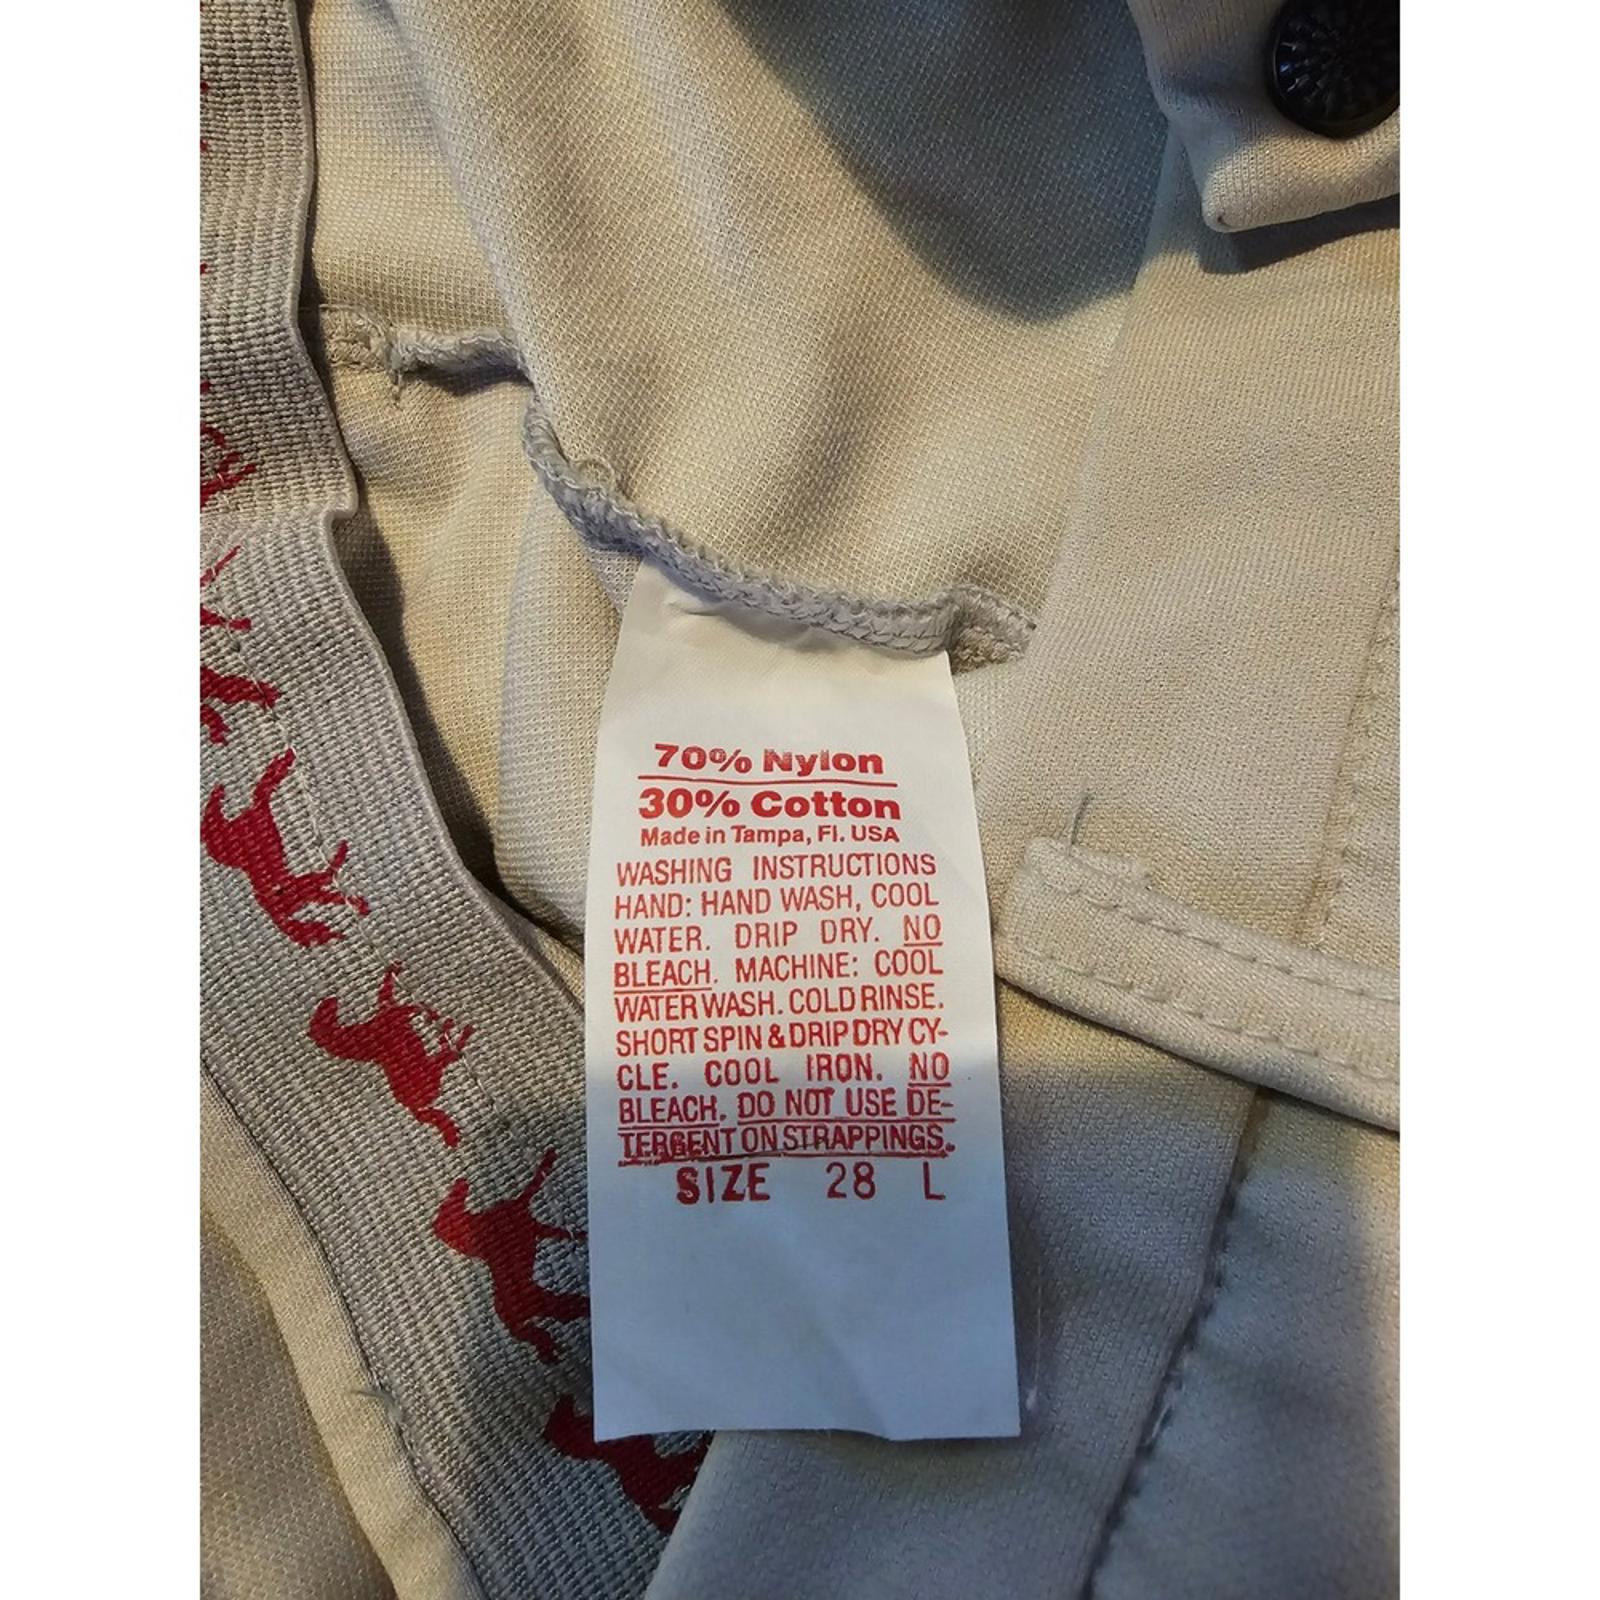 70% Nylon
30% Cotton
Made in Tampa, Fl. USA
WASHING INSTRUCTIONS
HAND: HAND WASH, COOL
WATER. DRIP DRY. NO
BLEACH. MACHINE: COOL
WATER WASH. COLD RINSE.
SHORT SPIN & DRIP DRY CY-
CLE. COOL IRON. NO
BLEACH. DO NOT USE DE-
TERGENT ON STRAPPINGS.
SIZE 28 L